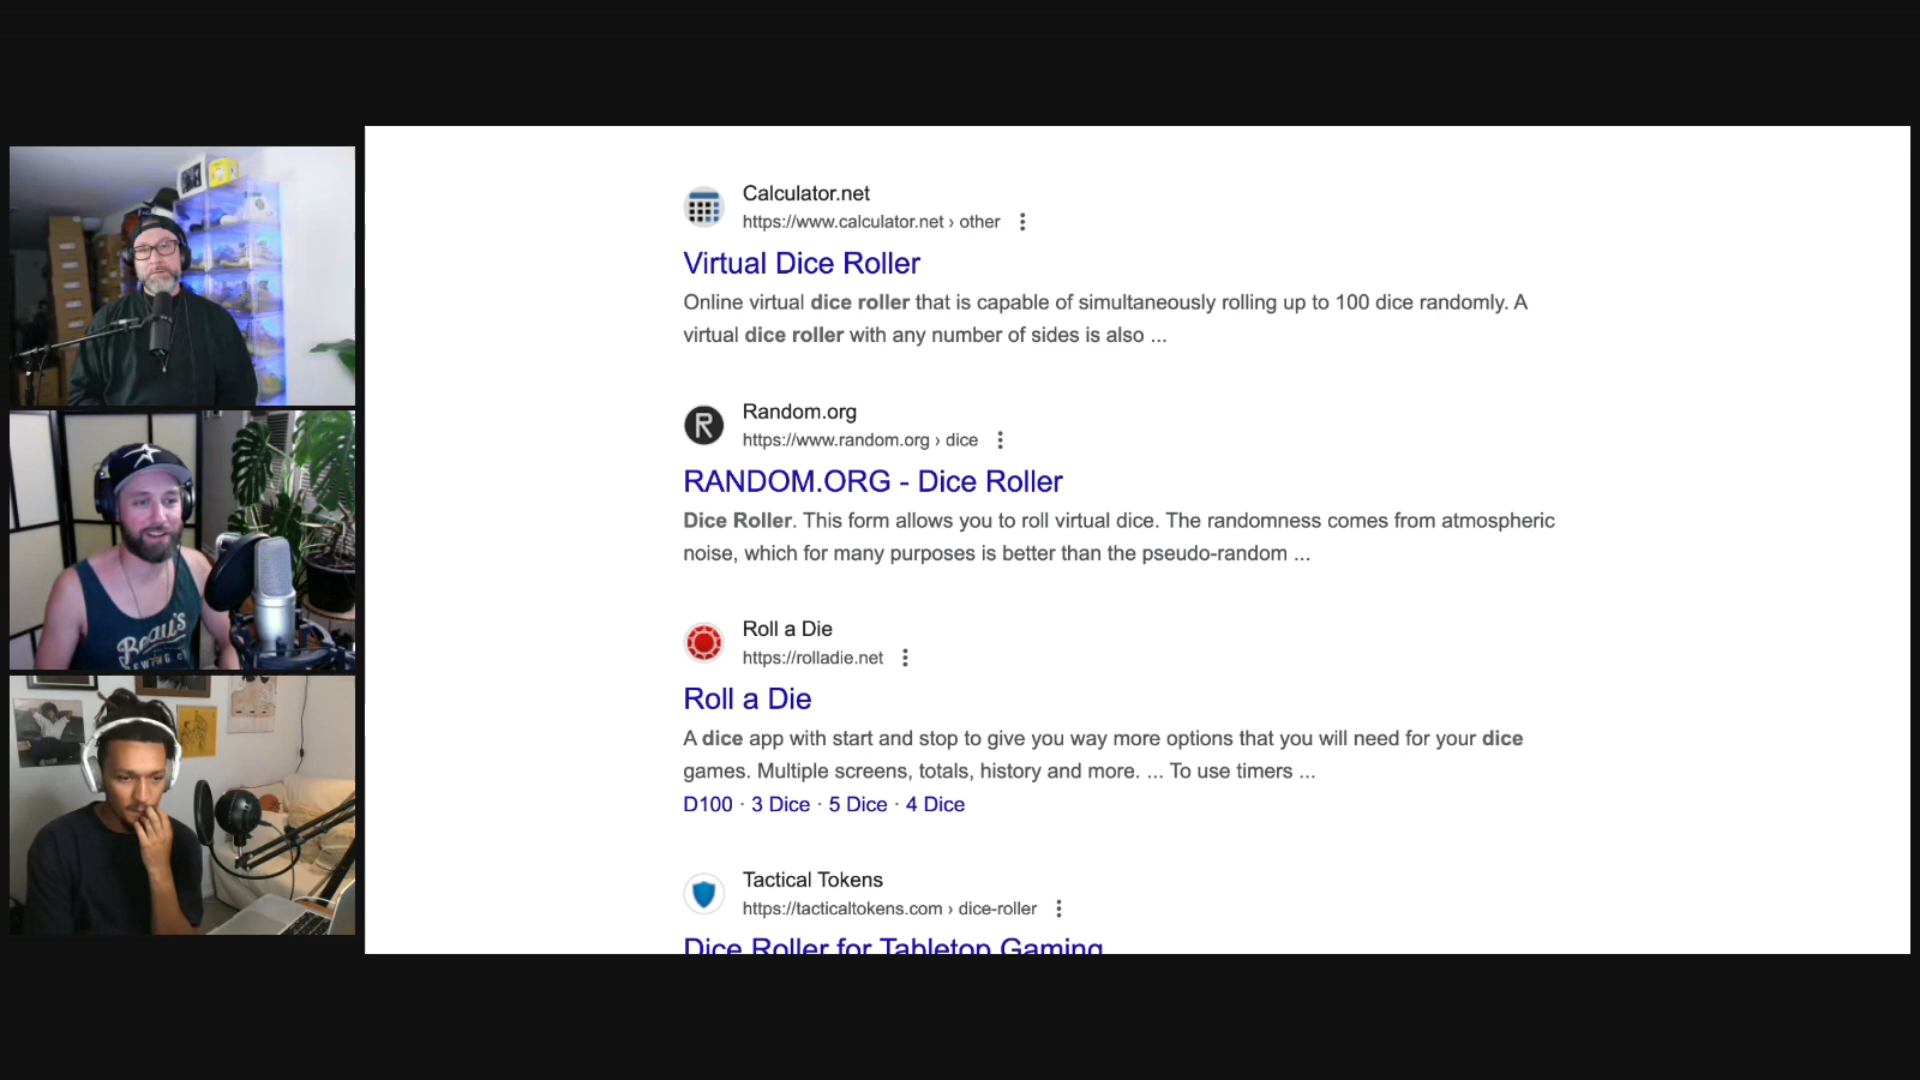 Calculator.net
https://www.calculator.net › other
Virtual Dice Roller
Online virtual dice roller that is capable of simultaneously rolling up to 100 dice randomly. A
virtual dice roller with any number of sides is also ...
R
Random.org
https://www.random.org › dice
RANDOM.ORG - Dice Roller
Dice Roller. This form allows you to roll virtual dice. The randomness comes from atmospheric
noise, which for many purposes is better than the pseudo-random ...
Roll a Die
https://rolladie.net
Roll a Die
A dice app with start and stop to give you way more options that you will need for your dice
games. Multiple screens, totals, history and more. ... To use timers ...
D100 · 3 Dice · 5 Dice · 4 Dice
Tactical Tokens
https://tacticaltokens.com › dice-roller
Dice Roller for Tabletop Gaming
Beau's